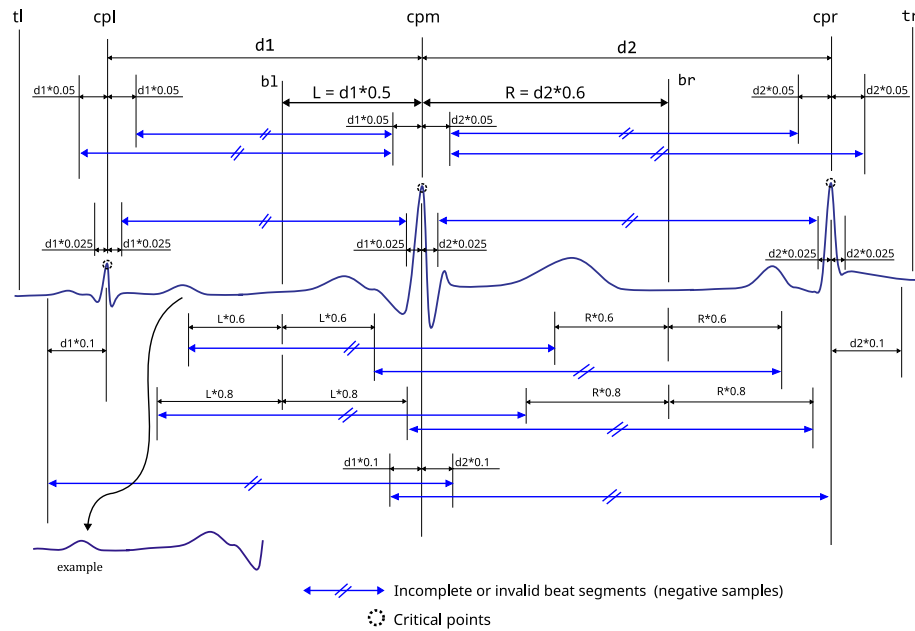 tl cpl cpm cpr tr
d1 d2
bl br
d1*0.05 d1*0.05 L = d1*0.5 R = d2*0.6 d2*0.05 d2*0.05
d1*0.05 d2*0.05
d1*0.025 d1*0.025 d1*0.025 d2*0.025 d2*0.025 d2*0.025
L*0.6 L*0.6 R*0.6 R*0.6
d1*0.1 d2*0.1
L*0.8 L*0.8 R*0.8 R*0.8
d1*0.1 d2*0.1
example
Incomplete or invalid beat segments (negative samples)
Critical points